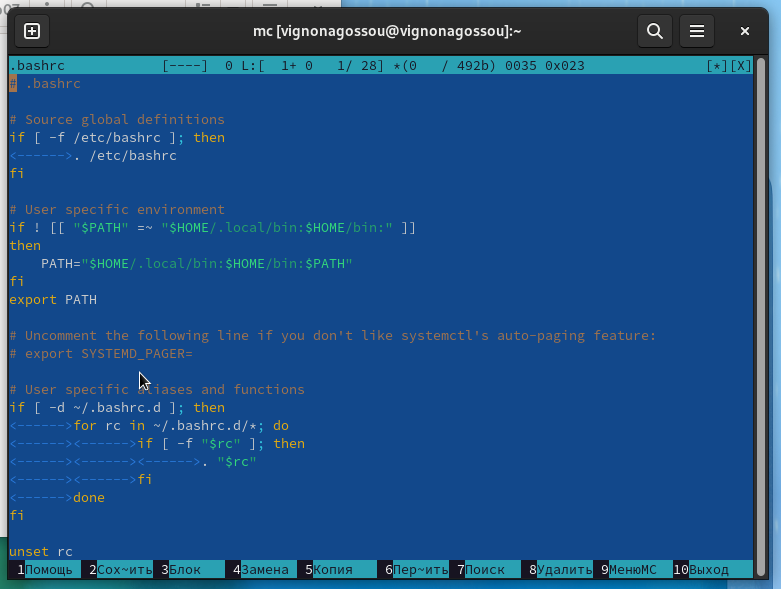 mc [vignonagossou@vignonagossou]:~
.bashrc            [----]  0 L:[  1+ 0   1/ 28] *(0   / 492b) 0035 0x023               [*][X]
# .bashrc
# Source global definitions
if [ -f /etc/bashrc ]; then
<------>. /etc/bashrc
fi
# User specific environment
if ! [[ "$PATH" =~ "$HOME/.local/bin:$HOME/bin:" ]]
then
    PATH="$HOME/.local/bin:$HOME/bin:$PATH"
fi
export PATH
# Uncomment the following line if you don't like systemctl's auto-paging feature:
# export SYSTEMD_PAGER=
# User specific aliases and functions
if [ -d ~/.bashrc.d ]; then
<------>for rc in ~/.bashrc.d/*; do
<------><------>if [ -f "$rc" ]; then
<------><------><------>. "$rc"
<------><------>fi
<------>done
fi
unset rc
1Помощь 2Сох~ить 3Блок 4Замена 5Копия 6Пер~ить 7Поиск 8Удалить 9МенюMC 10Выход